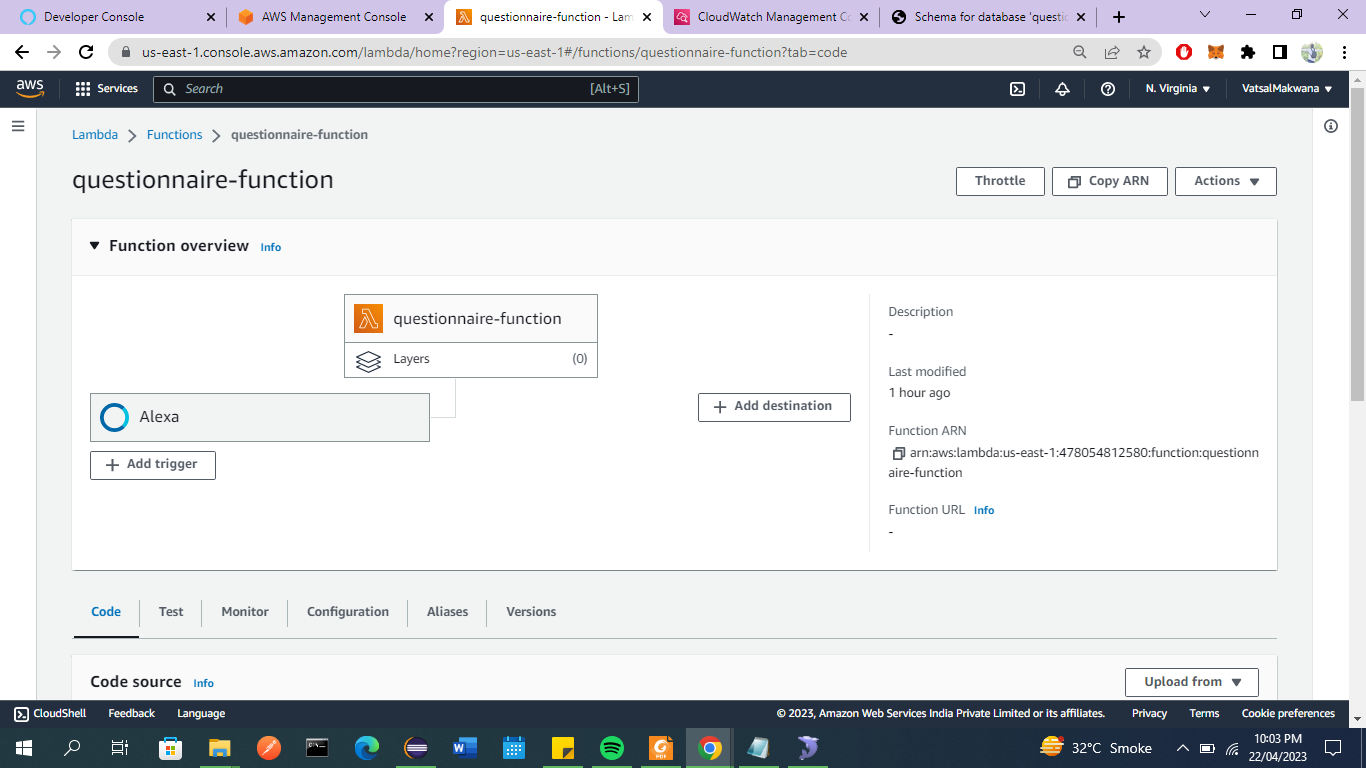 Developer Console
AWS Management Console
questionnaire-function - Lam
CloudWatch Management Co
Schema for database 'questio
us-east-1.console.aws.amazon.com/lambda/home?region=us-east-1#/functions/questionnaire-function?tab=code
aws
Services
Search
[Alt+S]
N. Virginia
VatsalMakwana
Lambda
Functions
questionnaire-function
questionnaire-function
Throttle
Copy ARN
Actions
Function overview
Info
questionnaire-function
Layers
(0)
Alexa
Add trigger
Add destination
Description
-
Last modified
1 hour ago
Function ARN
arn:aws:lambda:us-east-1:478054812580:function:questionn
aire-function
Function URL Info
-
Code
Test
Monitor
Configuration
Aliases
Versions
Code source
Info
Upload from
CloudShell
Feedback
Language
© 2023, Amazon Web Services India Private Limited or its affiliates.
Privacy
Terms
Cookie preferences
32°C Smoke
10:03 PM
22/04/2023